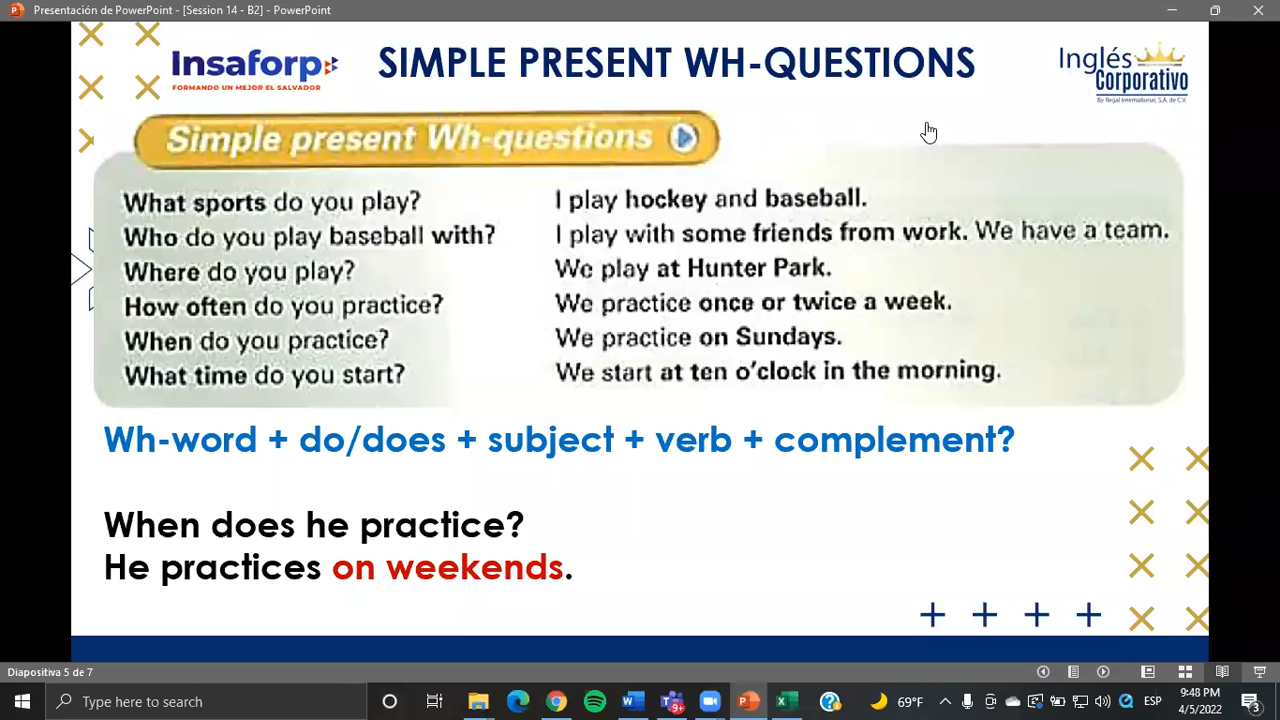 Presentación de PowerPoint - [Session 14 - B2] - PowerPoint
Insaforp
FORMANDO UN MEJOR EL SALVADOR
SIMPLE PRESENT WH-QUESTIONS
Inglés
Corporativo
By Regal International, S.A. de C.V.
Simple present Wh-questions
What sports do you play? I play hockey and baseball.
Who do you play baseball with? I play with some friends from work. We have a team.
Where do you play? We play at Hunter Park.
How often do you practice? We practice once or twice a week.
When do you practice? We practice on Sundays.
What time do you start? We start at ten o'clock in the morning.
Wh-word + do/does + subject + verb + complement?
When does he practice?
He practices on weekends.
Diapositiva 5 de 7
Type here to search
9+
69°F
ESP
9:48 PM
4/5/2022
3